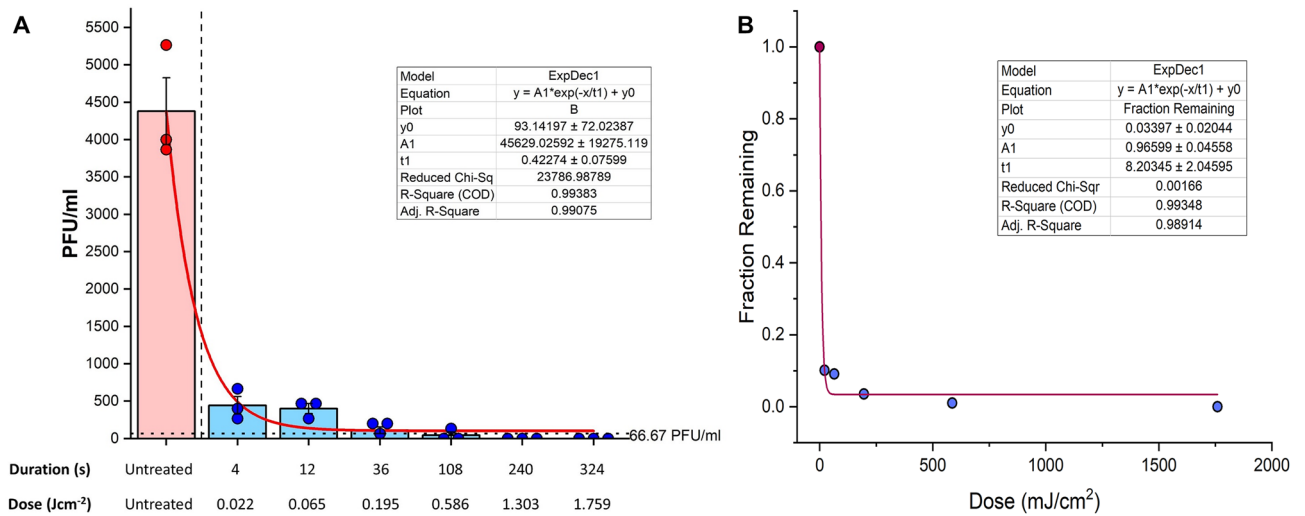 A
5500
5000
4500
4000
3500
3000
2500
2000
1500
1000
500
0
PFU/ml
Model ExpDec1
Equation y = A1*exp(-x/t1) + y0
Plot B
y0 93.14197 ± 72.02387
A1 45629.02592 ± 19275.119
t1 0.42274 ± 0.07599
Reduced Chi-Sq 23786.98789
R-Square (COD) 0.99383
Adj. R-Square 0.99075
66.67 PFU/ml
Duration (s) Untreated 4 12 36 108 240 324
Dose (Jcm-2) Untreated 0.022 0.065 0.195 0.586 1.303 1.759
B
1.0
0.8
0.6
0.4
0.2
0.0
Fraction Remaining
Model ExpDec1
Equation y = A1*exp(-x/t1) + y0
Plot Fraction Remaining
y0 0.03397 ± 0.02044
A1 0.96599 ± 0.04558
t1 8.20345 ± 2.04595
Reduced Chi-Sqr 0.00166
R-Square (COD) 0.99348
Adj. R-Square 0.98914
0 500 1000 1500 2000
Dose (mJ/cm²)